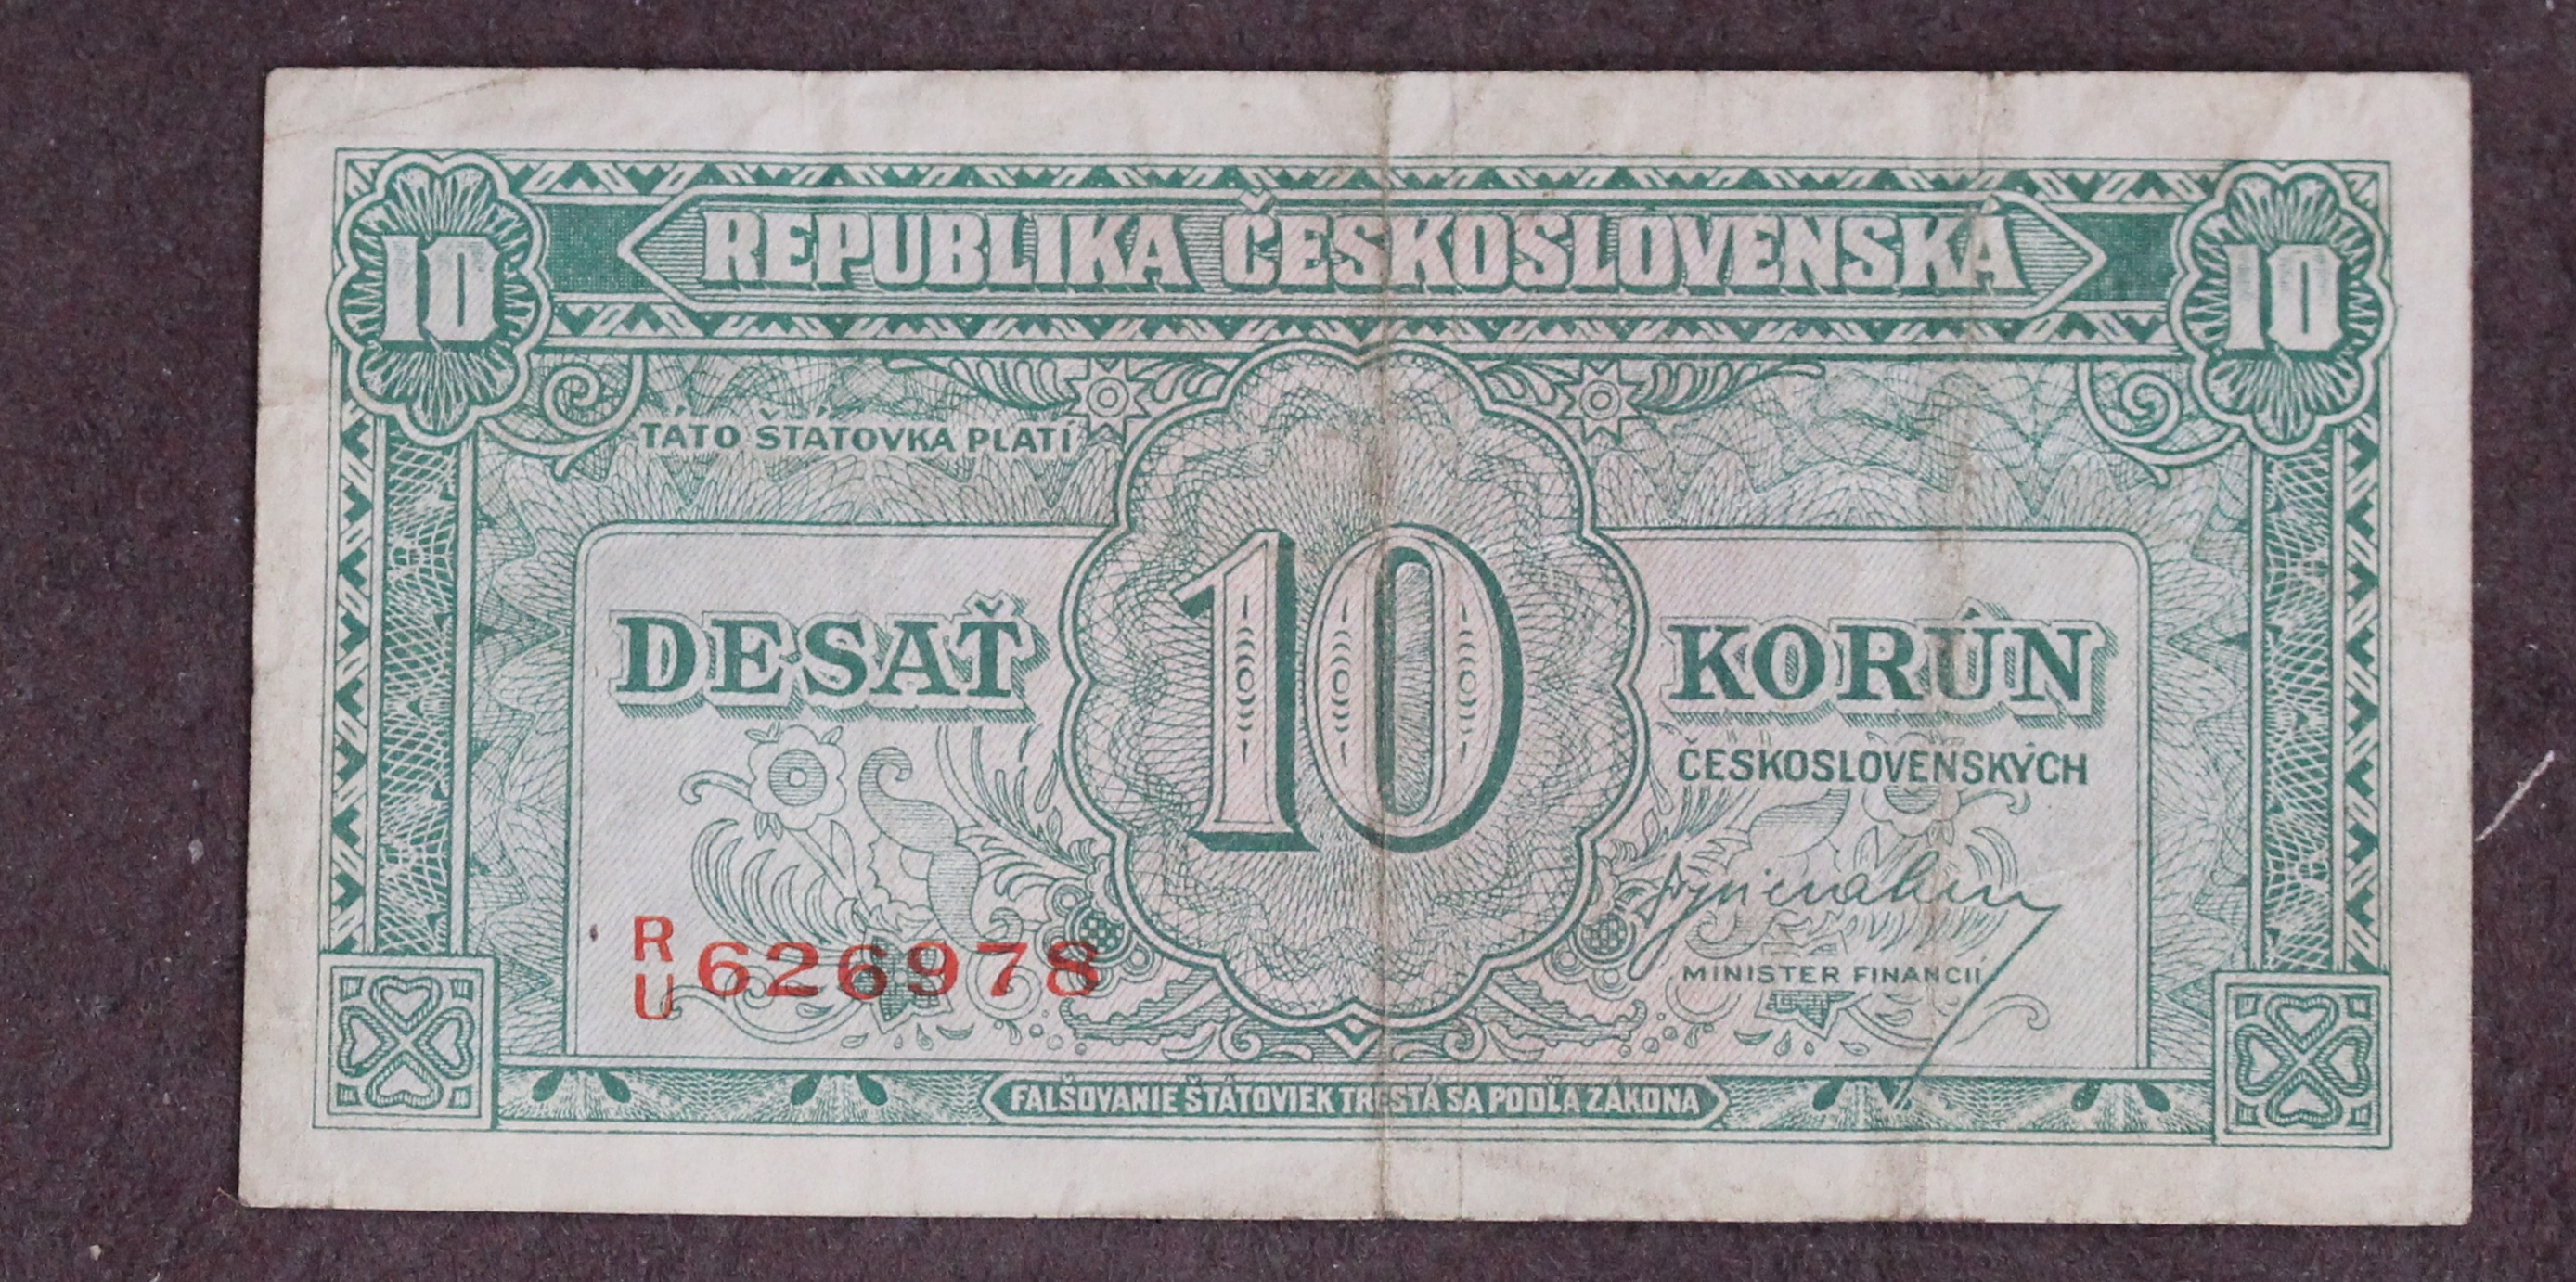 10 REPUBLIKA ČESKOSLOVENSKÁ 10
TÁTO ŠTÁTOVKA PLATÍ
DESAŤ 10 KORÚN
ČESKOSLOVENSKÝCH
R
U 626978
MINISTER FINANCIÍ
FALŠOVANIE ŠTÁTOVIEK TRESTÁ SA PODĽA ZÁKONA